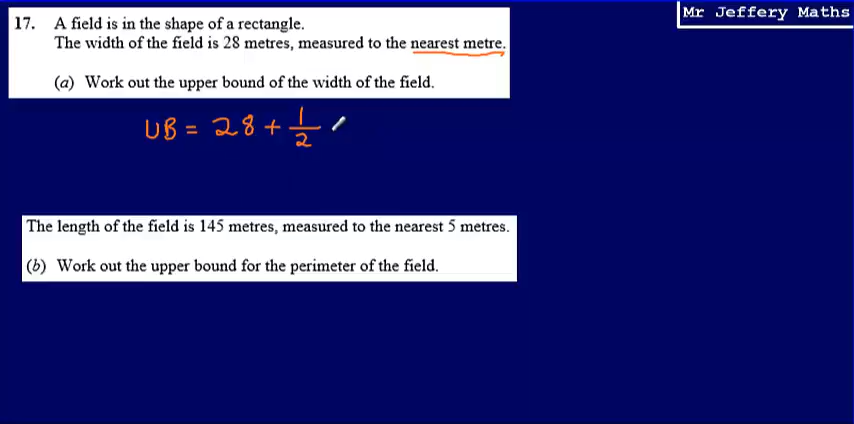 Mr Jeffery Maths
17. A field is in the shape of a rectangle.
The width of the field is 28 metres, measured to the nearest metre.
(a) Work out the upper bound of the width of the field.
UB = 28 + 1/2
The length of the field is 145 metres, measured to the nearest 5 metres.
(b) Work out the upper bound for the perimeter of the field.